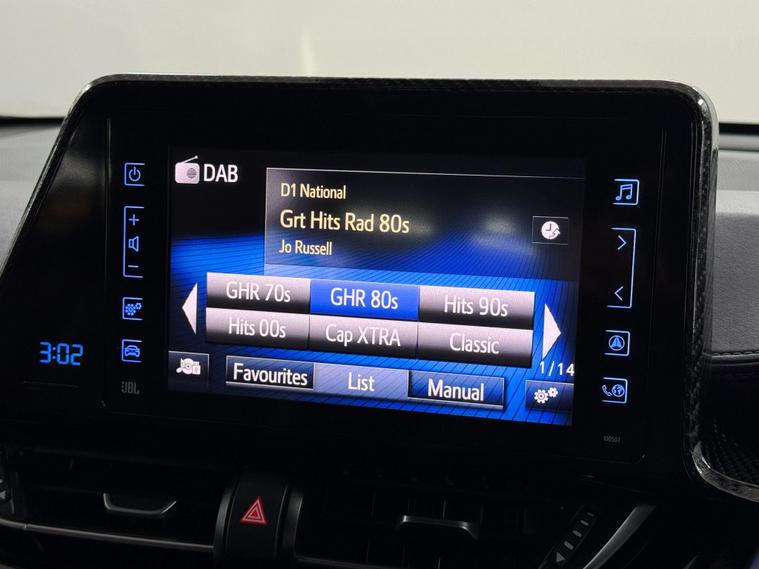 DAB
D1 National
Grt Hits Rad 80s
Jo Russell
GHR 70s
GHR 80s
Hits 90s
Hits 00s
Cap XTRA
Classic
1/14
Favourites
List
Manual
3:02
JBL
100507